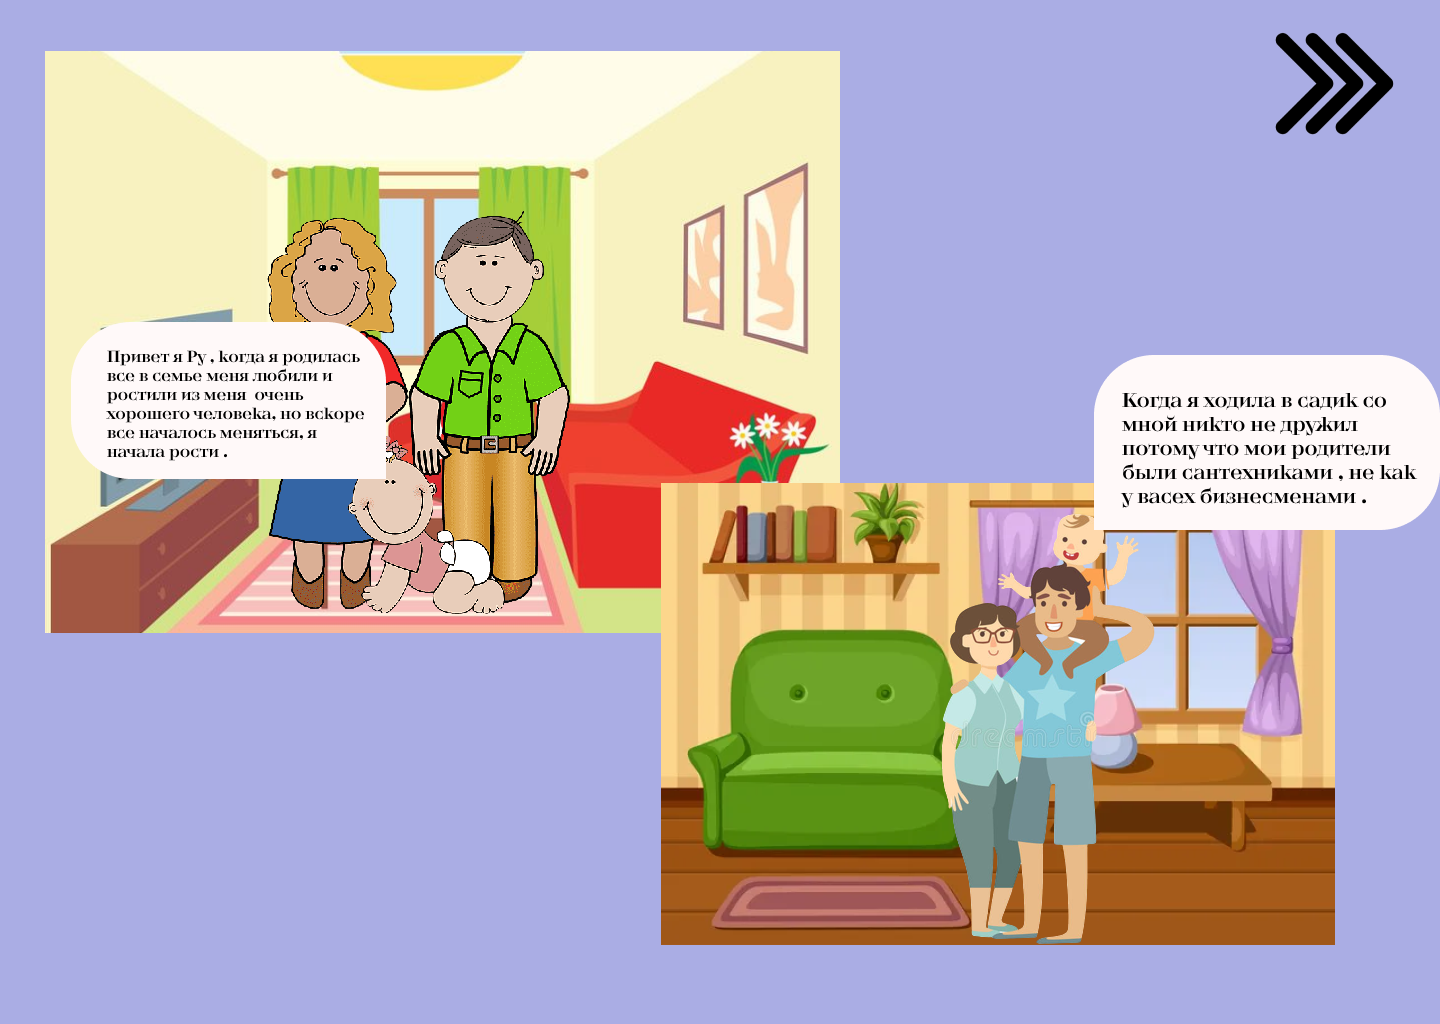 Привет я Ру , когда я родилась
все в семье меня любили и
ростили из меня очень
хорошего человека, но вскоре
все началось меняться, я
начала рости .
Когда я ходила в садик со
мной никто не дружил
потому что мои родители
были сантехниками , не как
у васех бизнесменами .